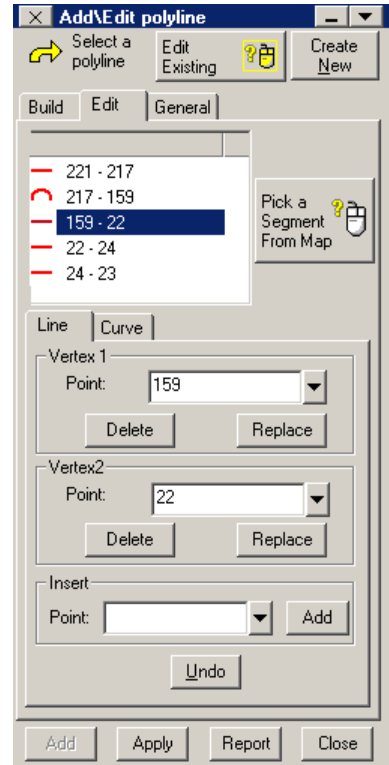 Add\Edit polyline
Select a polyline
Edit Existing
Create New
Build Edit General
221 - 217
217 - 159
159 - 22
22 - 24
24 - 23
Pick a Segment From Map
Line Curve
Vertex 1
Point: 159
Delete Replace
Vertex2
Point: 22
Delete Replace
Insert
Point: Add
Undo
Add Apply Report Close